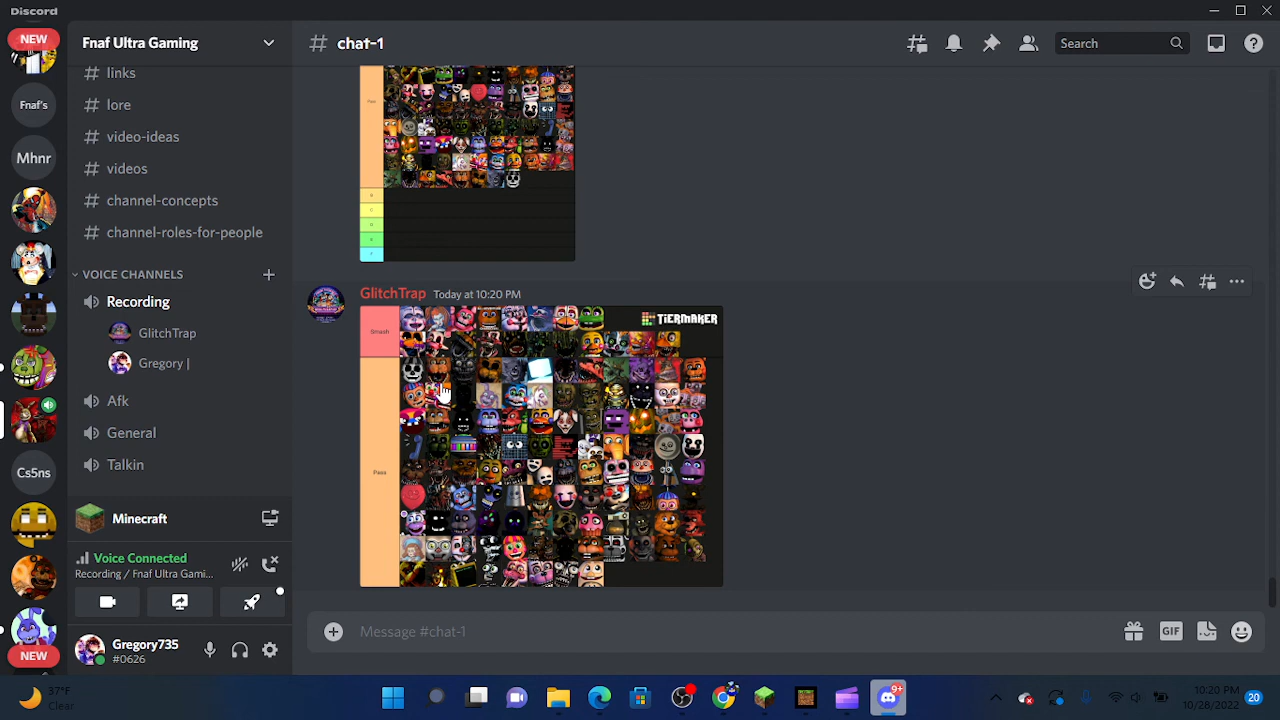 Discord
NEW
Fnaf's
Mhnr
Cs5ns
NEW
Fnaf Ultra Gaming
# links
# lore
# video-ideas
# videos
# channel-concepts
# channel-roles-for-people
VOICE CHANNELS
Recording
GlitchTrap
Gregory |
Afk
General
Talkin
Minecraft
Voice Connected
Recording / Fnaf Ultra Gami...
Gregory735
#0626
# chat-1
Search
Pass
B
C
D
E
F
GlitchTrap Today at 10:20 PM
Smash
TIERMAKER
Pass
Message #chat-1
GIF
37°F
Clear
9+
10:20 PM
10/28/2022
20